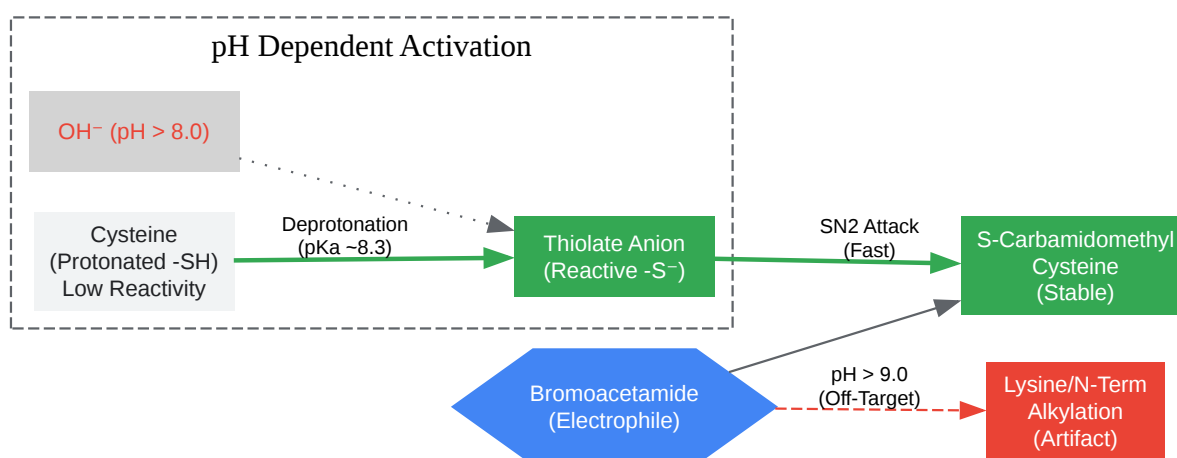 pH Dependent Activation
OH⁻ (pH > 8.0)
Cysteine
(Protonated -SH)
Low Reactivity
Deprotonation
(pKa ~8.3)
Thiolate Anion
(Reactive -S⁻)
SN2 Attack
(Fast)
S-Carbamidomethyl
Cysteine
(Stable)
Bromoacetamide
(Electrophile)
pH > 9.0
(Off-Target)
Lysine/N-Term
Alkylation
(Artifact)